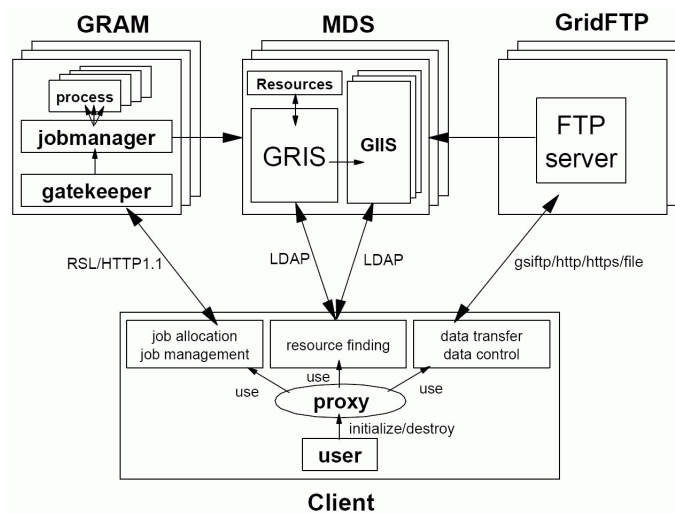 GRAM
MDS
GridFTP
process
jobmanager
gatekeeper
Resources
GRIS
GIIS
FTP
server
RSL/HTTP1.1
LDAP
LDAP
gsiftp/http/https/file
job allocation
job management
resource finding
data transfer
data control
use
use
use
proxy
initialize/destroy
user
Client